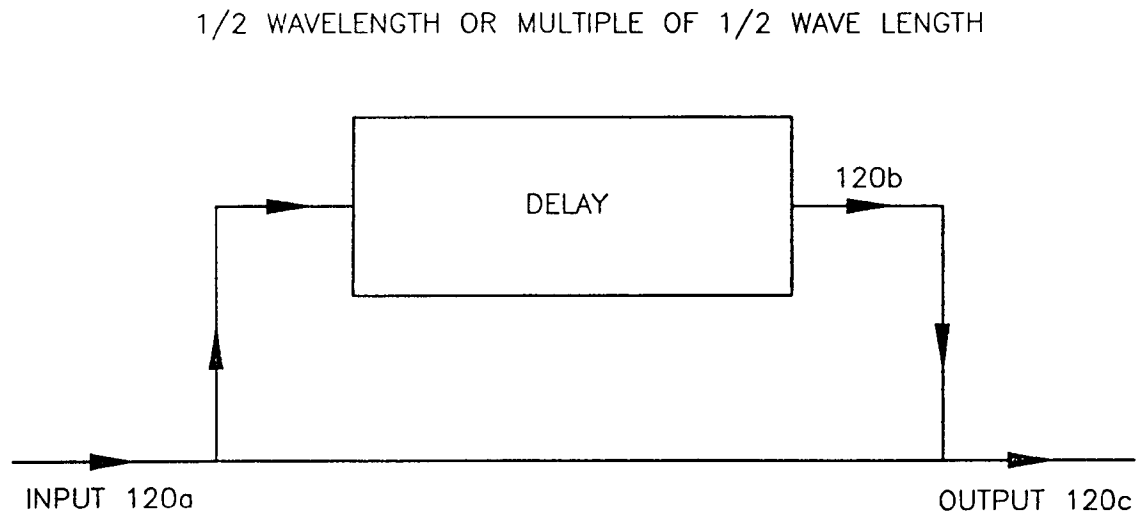 1/2 WAVELENGTH OR MULTIPLE OF 1/2 WAVE LENGTH
DELAY
120b
INPUT 120a
OUTPUT 120c